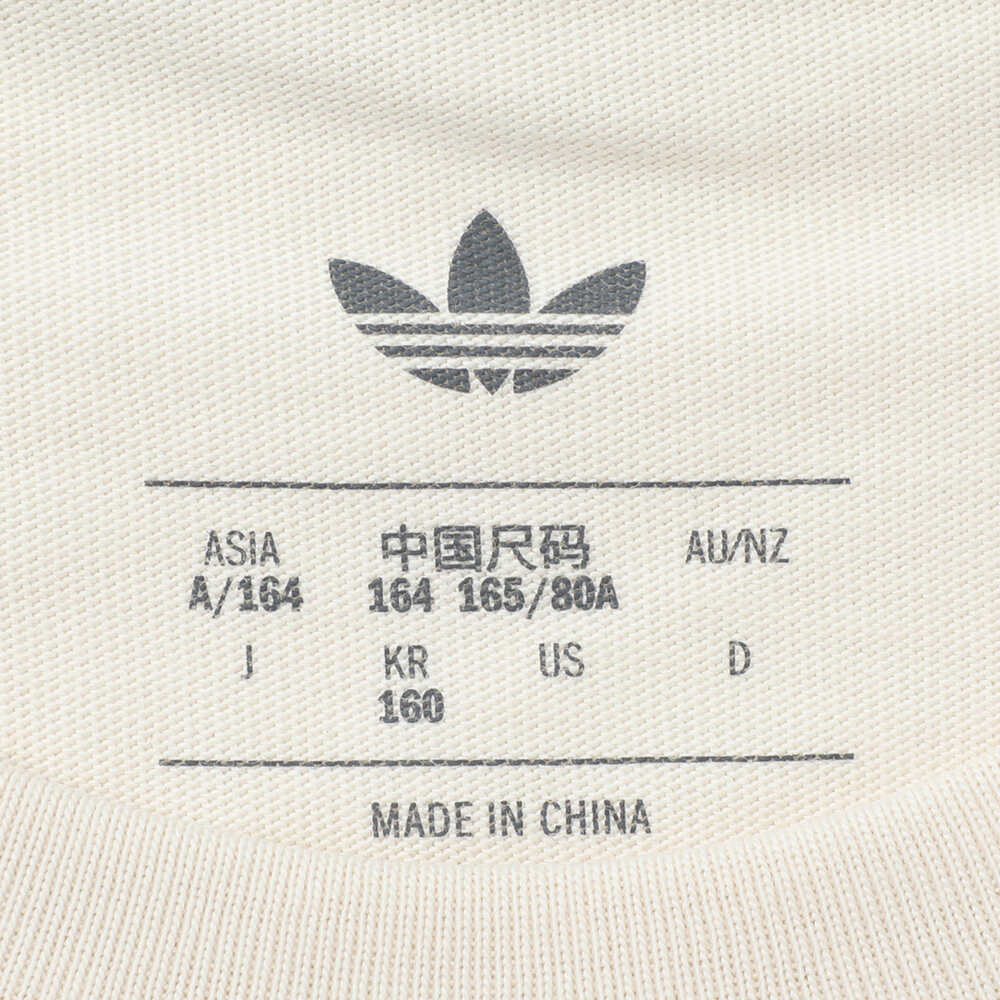 ASIA 中国尺码 AU/NZ
A/164 164 165/80A
J KR US D
160
MADE IN CHINA